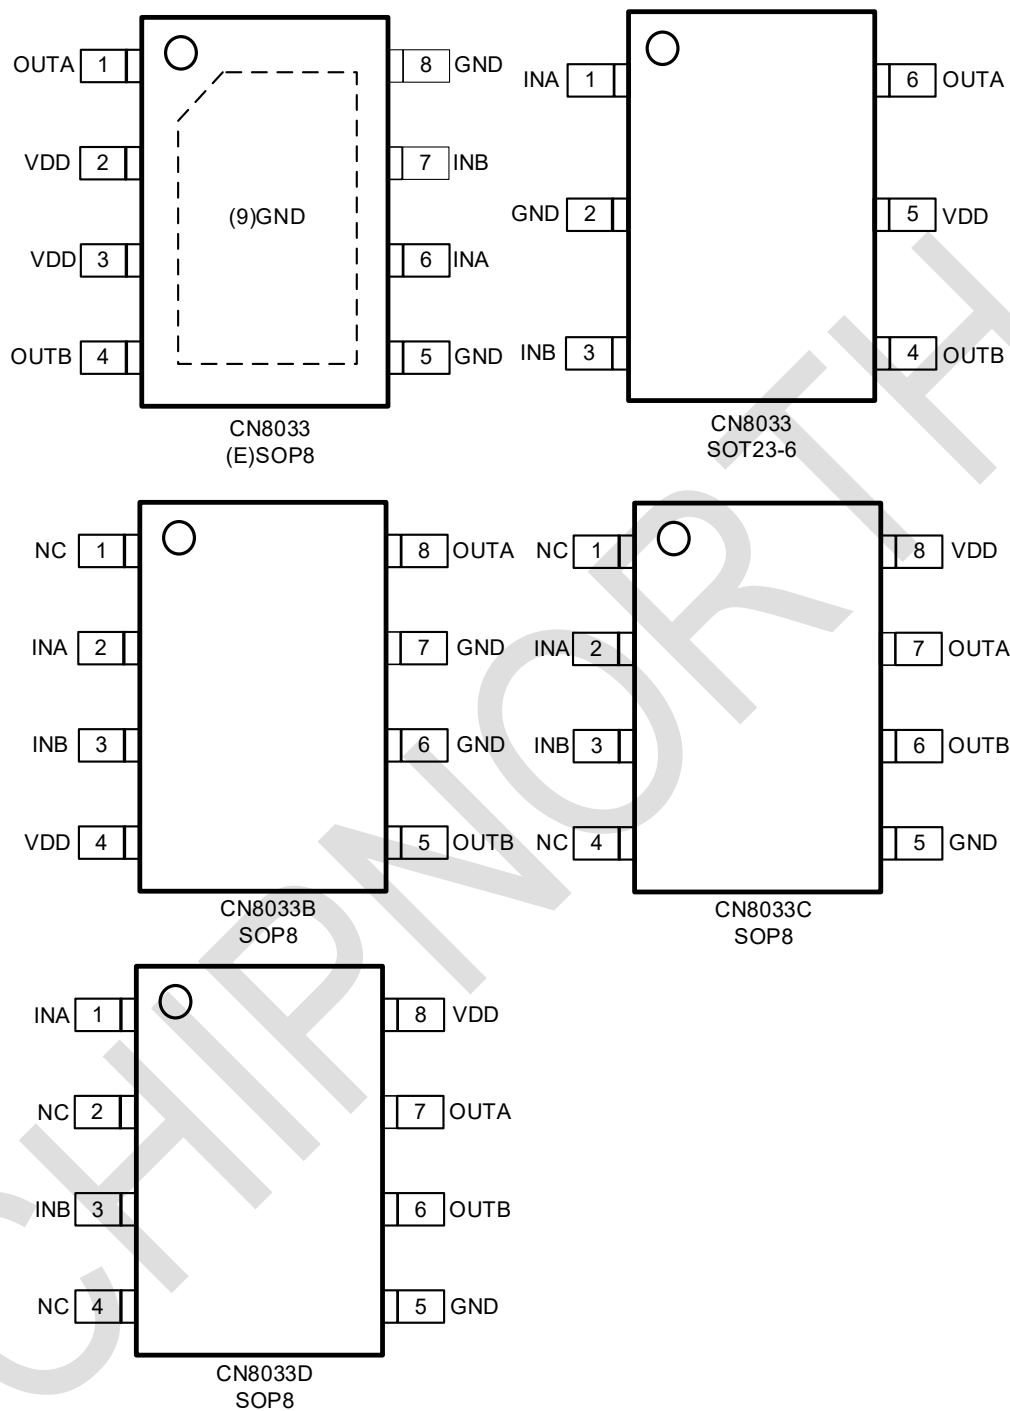 OUTA 1 8 GND
VDD 2 7 INB
(9)GND
VDD 3 6 INA
OUTB 4 5 GND
CN8033
(E)SOP8
INA 1 6 OUTA
GND 2 5 VDD
INB 3 4 OUTB
CN8033
SOT23-6
NC 1 8 OUTA
INA 2 7 GND
INB 3 6 GND
VDD 4 5 OUTB
CN8033B
SOP8
NC 1 8 VDD
INA 2 7 OUTA
INB 3 6 OUTB
NC 4 5 GND
CN8033C
SOP8
INA 1 8 VDD
NC 2 7 OUTA
INB 3 6 OUTB
NC 4 5 GND
CN8033D
SOP8
CHIPNORTH